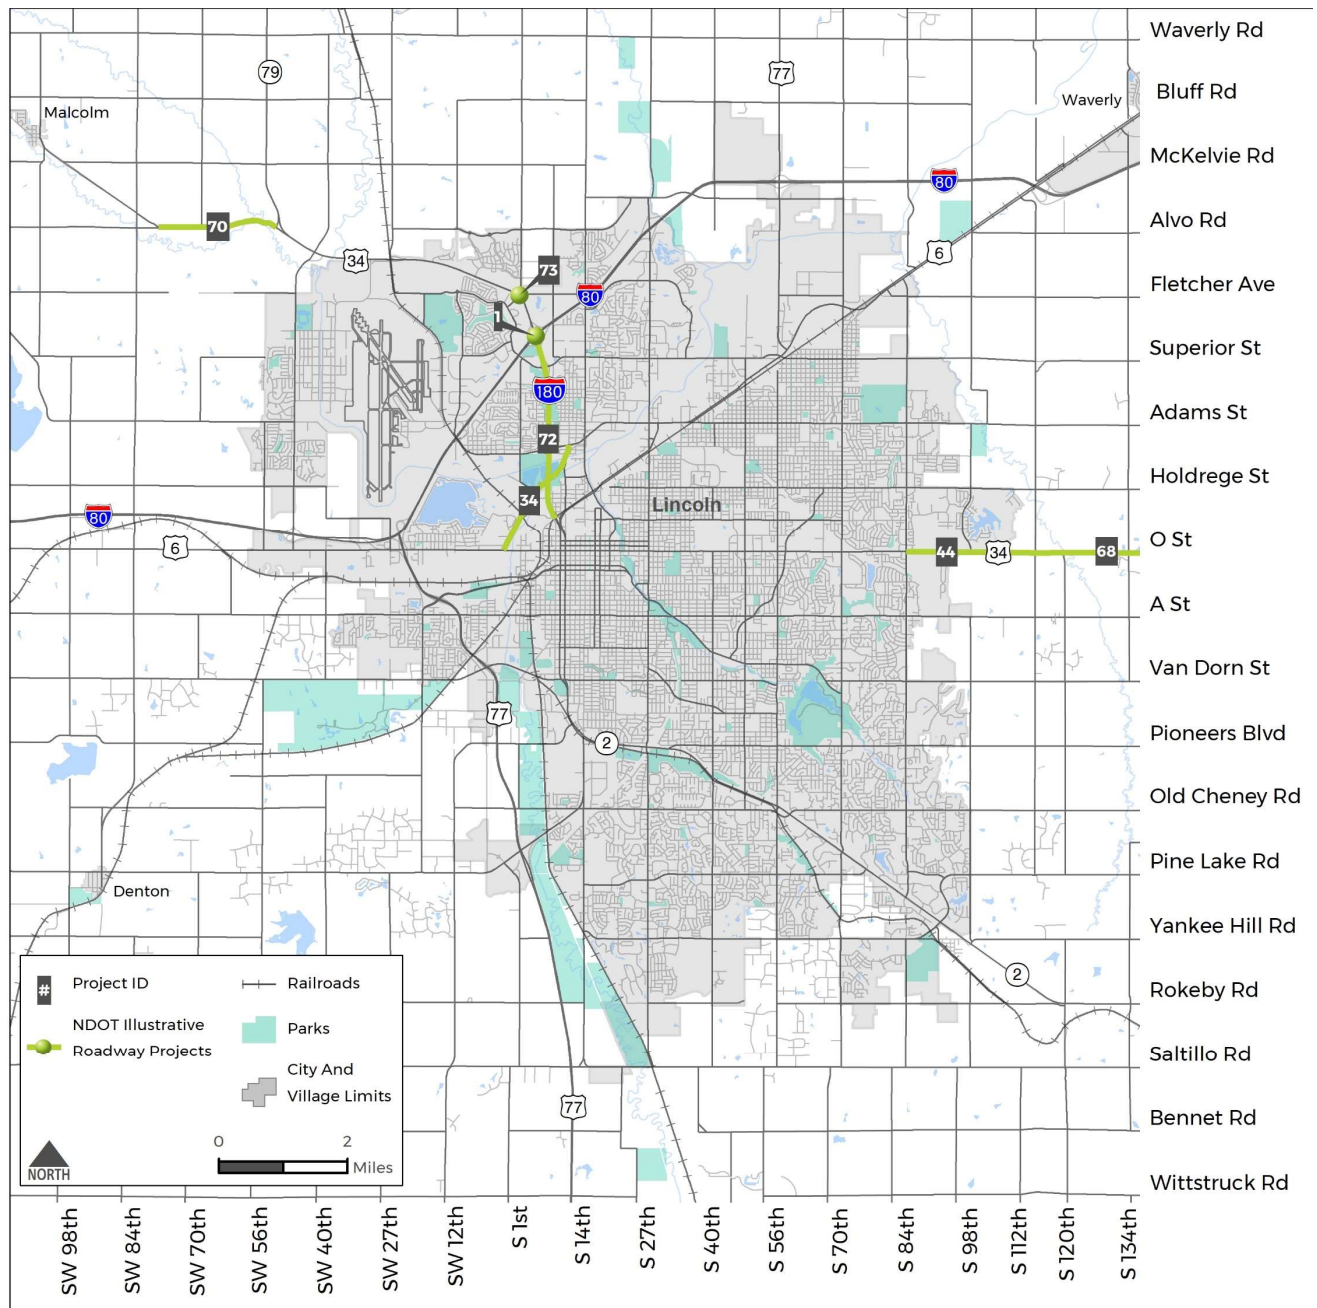 Waverly Rd
79
77
Bluff Rd
Waverly
Malcolm
McKelvie Rd
80
Alvo Rd
70
6
34
73
Fletcher Ave
80
1
Superior St
180
Adams St
72
Holdrege St
34
Lincoln
80
O St
6
44
34
68
A St
Van Dorn St
77
2
Pioneers Blvd
Old Cheney Rd
Pine Lake Rd
Denton
Yankee Hill Rd
2
# Project ID
Railroads
Rokeby Rd
NDOT Illustrative
Roadway Projects
Parks
Saltillo Rd
City And
Village Limits
77
Bennet Rd
0 2
Miles
NORTH
Wittstruck Rd
SW 98th
SW 84th
SW 70th
SW 56th
SW 40th
SW 27th
SW 12th
S 1st
S 14th
S 27th
S 40th
S 56th
S 70th
S 84th
S 98th
S 112th
S 120th
S 134th